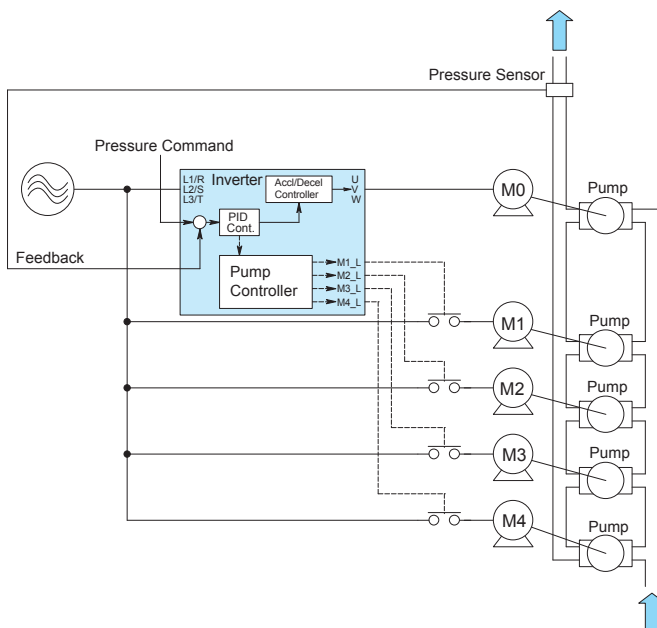 Pressure Sensor
Pressure Command
Inverter
L1/R
L2/S
L3/T
Accl/Decel
Controller
U
V
W
M0
Pump
PID
Cont.
Feedback
Pump
Controller
M1_L
M2_L
M3_L
M4_L
M1
Pump
M2
Pump
M3
Pump
M4
Pump